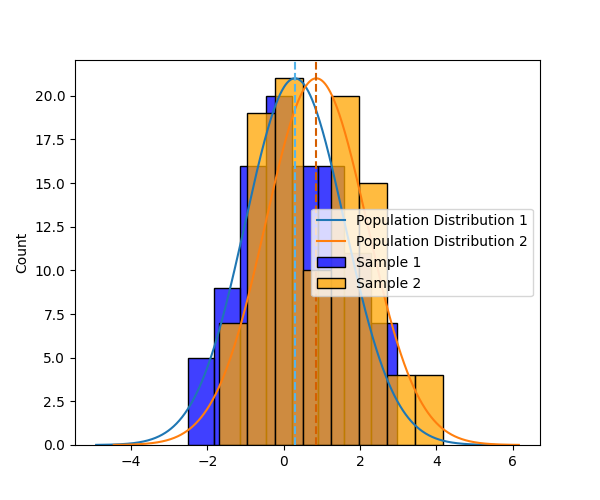 20.0
17.5
15.0
12.5
10.0
7.5
5.0
2.5
0.0
Count
Population Distribution 1
Population Distribution 2
Sample 1
Sample 2
−4 −2 0 2 4 6